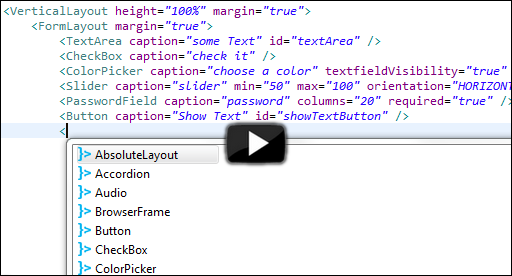 <VerticalLayout height="100%" margin="true">
<FormLayout margin="true">
<TextArea caption="some Text" id="textArea" />
<CheckBox caption="check it" />
<ColorPicker caption="choose a color" textfieldVisibility="true"
<Slider caption="slider" min="50" max="100" orientation="HORIZONT
<PasswordField caption="password" columns="20" required="true" />
<Button caption="Show Text" id="showTextButton" />
<
AbsoluteLayout
Accordion
Audio
BrowserFrame
Button
CheckBox
ColorPicker